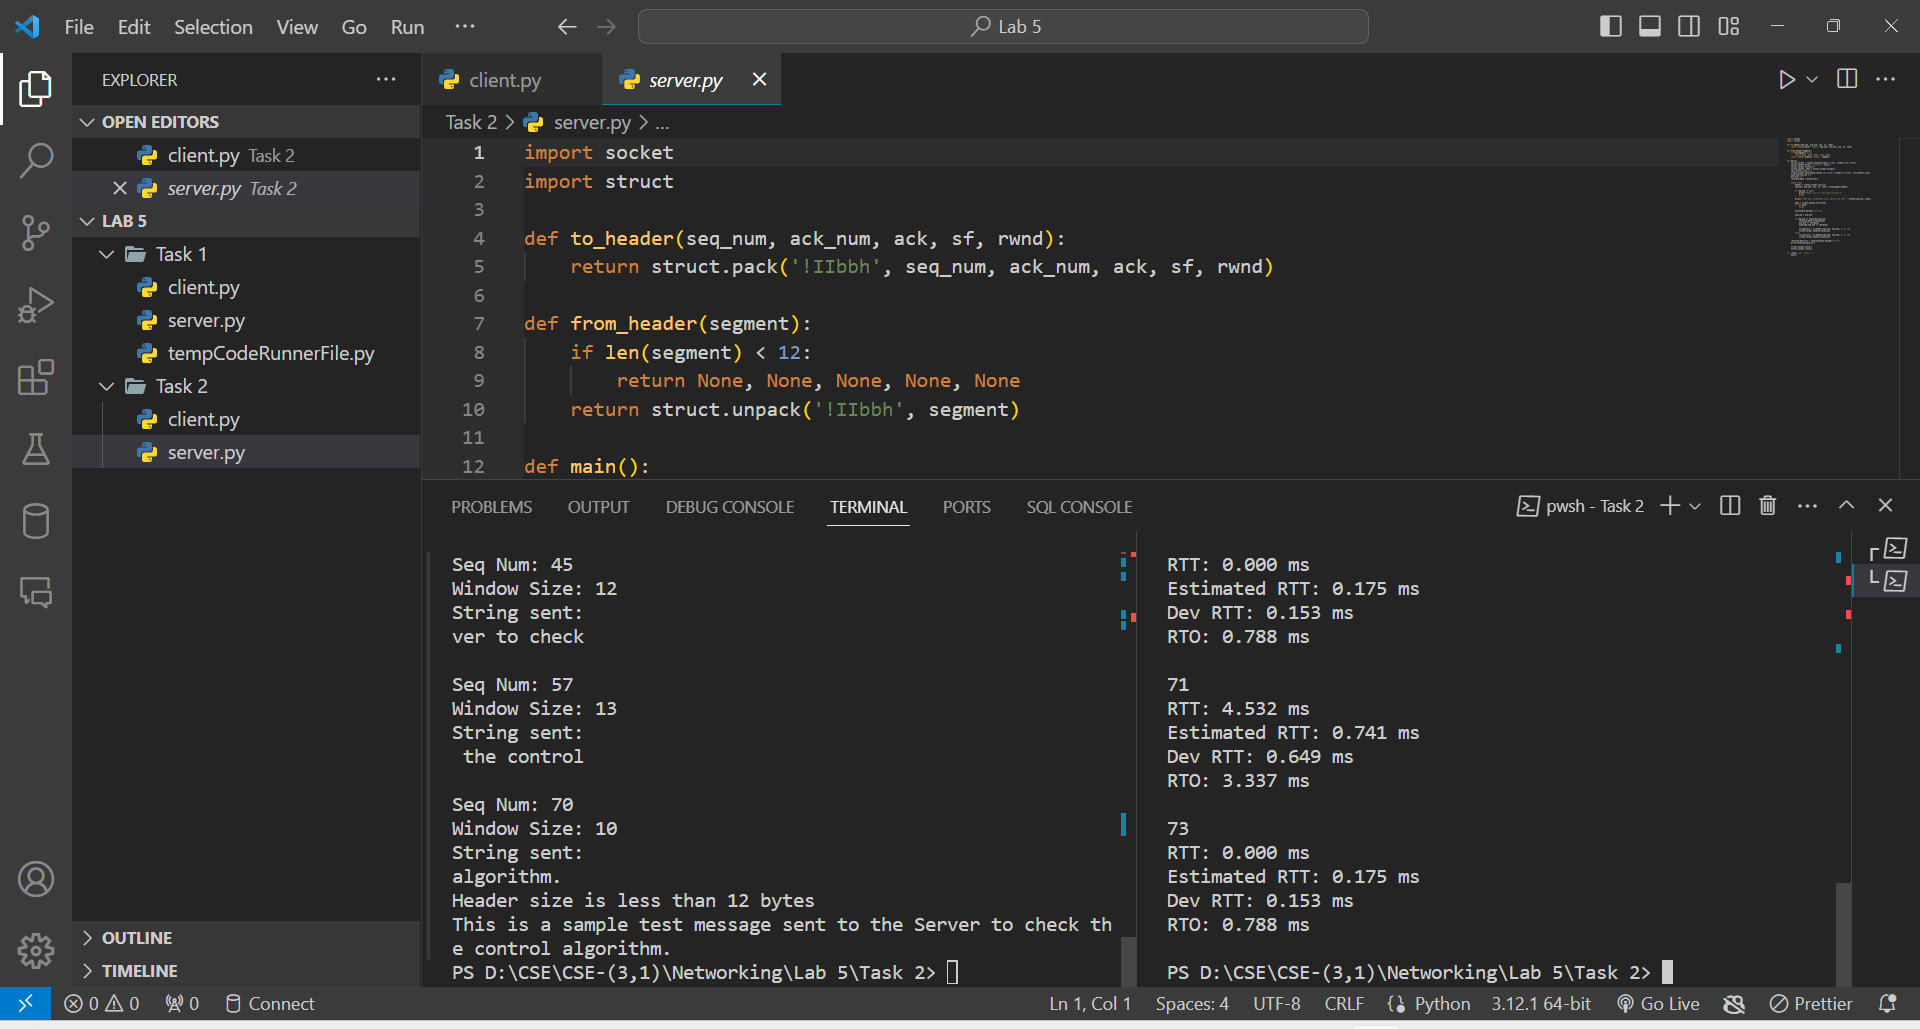 File Edit Selection View Go Run ··· Lab 5
EXPLORER ···
OPEN EDITORS
client.py Task 2
server.py Task 2
LAB 5
Task 1
client.py
server.py
tempCodeRunnerFile.py
Task 2
client.py
server.py
OUTLINE
TIMELINE
client.py server.py
Task 2 > server.py > ...
1 import socket
2 import struct
3
4 def to_header(seq_num, ack_num, ack, sf, rwnd):
5 return struct.pack('!IIbbh', seq_num, ack_num, ack, sf, rwnd)
6
7 def from_header(segment):
8 if len(segment) < 12:
9 return None, None, None, None, None
10 return struct.unpack('!IIbbh', segment)
11
12 def main():
PROBLEMS OUTPUT DEBUG CONSOLE TERMINAL PORTS SQL CONSOLE pwsh - Task 2
Seq Num: 45
Window Size: 12
String sent:
ver to check
Seq Num: 57
Window Size: 13
String sent:
the control
Seq Num: 70
Window Size: 10
String sent:
algorithm.
Header size is less than 12 bytes
This is a sample test message sent to the Server to check th
e control algorithm.
PS D:\CSE\CSE-(3,1)\Networking\Lab 5\Task 2>
RTT: 0.000 ms
Estimated RTT: 0.175 ms
Dev RTT: 0.153 ms
RTO: 0.788 ms
71
RTT: 4.532 ms
Estimated RTT: 0.741 ms
Dev RTT: 0.649 ms
RTO: 3.337 ms
73
RTT: 0.000 ms
Estimated RTT: 0.175 ms
Dev RTT: 0.153 ms
RTO: 0.788 ms
PS D:\CSE\CSE-(3,1)\Networking\Lab 5\Task 2>
0 0 0 Connect Ln 1, Col 1 Spaces: 4 UTF-8 CRLF Python 3.12.1 64-bit Go Live Prettier